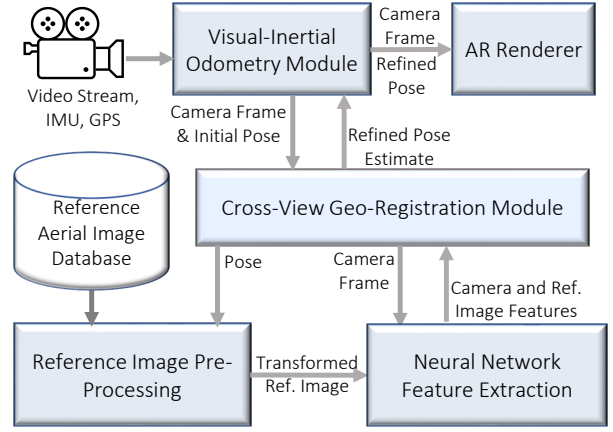 Video Stream,
IMU, GPS
Visual-Inertial
Odometry Module
Camera
Frame
Refined
Pose
AR Renderer
Camera Frame
& Initial Pose
Refined Pose
Estimate
Reference
Aerial Image
Database
Cross-View Geo-Registration Module
Pose
Camera
Frame
Camera and Ref.
Image Features
Reference Image Pre-
Processing
Transformed
Ref. Image
Neural Network
Feature Extraction